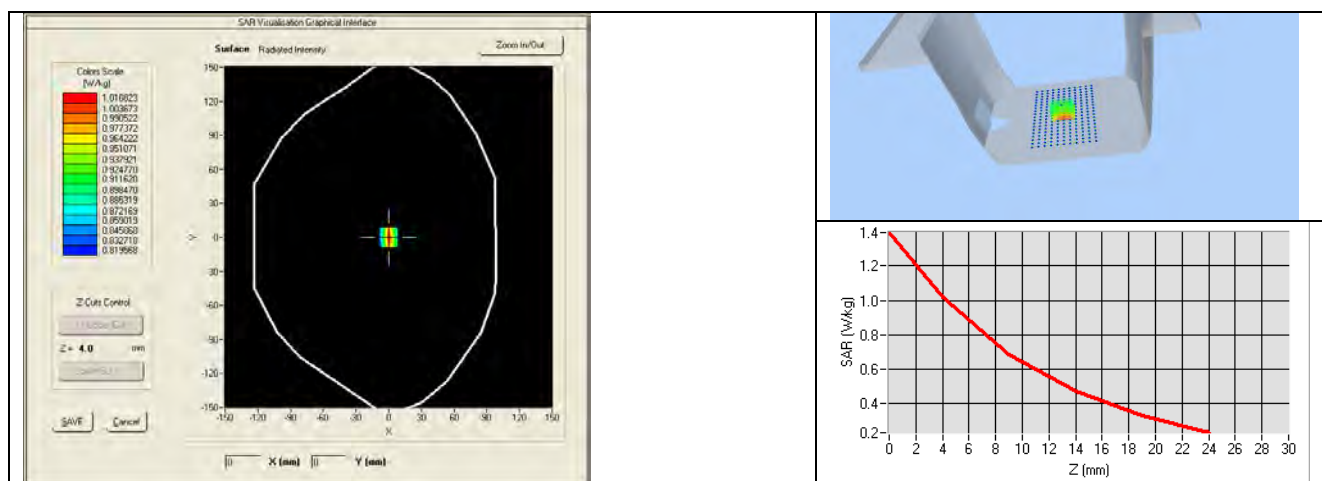 SAR Visualisation Graphical Interface
Surface Radiated Intensity
Zoom In/Out
Colors Scale
(W/kg)
1.016823
1.003673
0.990522
0.977372
0.964222
0.951071
0.937921
0.924770
0.911620
0.898470
0.885319
0.872169
0.859019
0.845868
0.832718
0.819568
Z Cuts Control
Z = 4.0 mm
SAVE Cancel
150
120
90
60
30
Y 0
30
-60
-90
-120
-150
-150 -120 -90 -60 -30 0 30 60 90 120 150
X
0 X (mm) 0 Y (mm)
SAR (W/kg)
1.4
1.2
1.0
0.8
0.6
0.4
0.2
0 2 4 6 8 10 12 14 16 18 20 22 24 26 28 30
Z (mm)